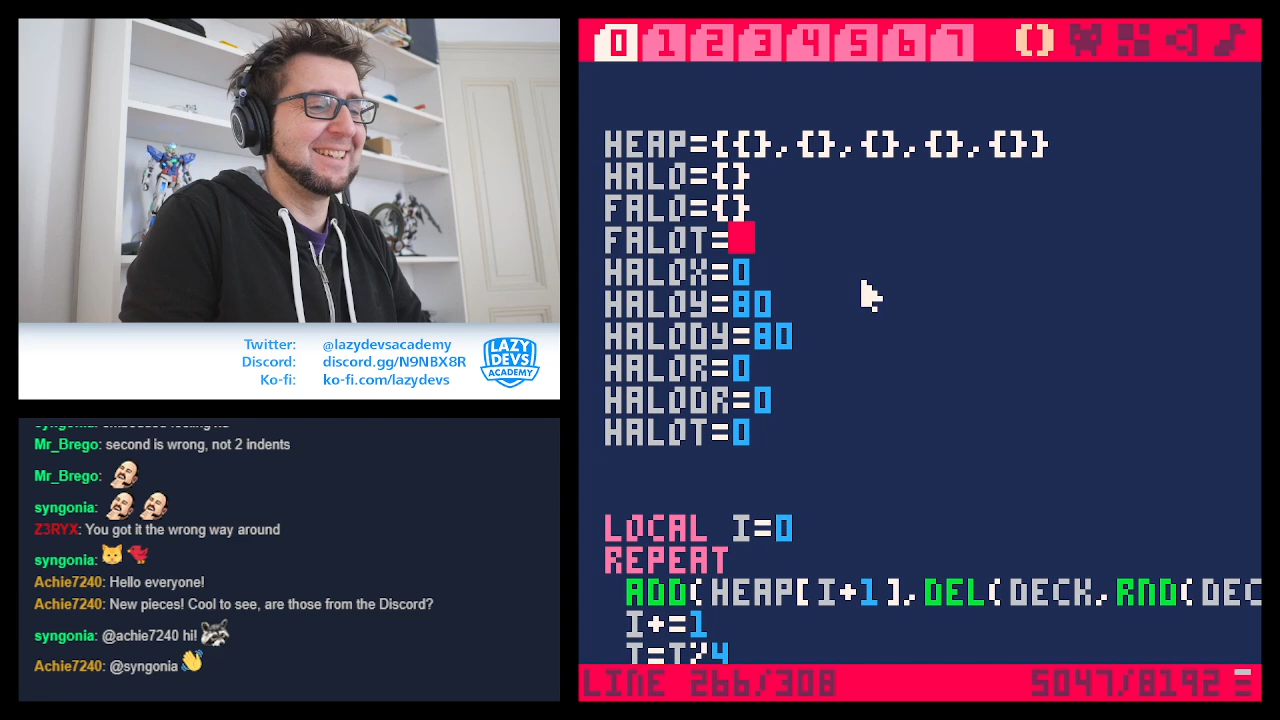 Twitter: @lazydevsacademy
Discord: discord.gg/N9NBX8R
Ko-fi: ko-fi.com/lazydevs
LAZY DEVS ACADEMY
Mr_Brego: second is wrong, not 2 indents
Mr_Brego:
syngonia:
Z3RYX: You got it the wrong way around
syngonia:
Achie7240: Hello everyone!
Achie7240: New pieces! Cool to see, are those from the Discord?
syngonia: @achie7240 hi!
Achie7240: @syngonia
0 1 2 3 4 5 6 7 ()
HEAP={{},{},{},{},{}}
HALO={}
FALO={}
FALOT=
HALOX=0
HALOY=80
HALODY=80
HALOR=0
HALODR=0
HALOT=0
LOCAL I=0
REPEAT
ADD(HEAP[I+1],DEL(DECK,RND(DEC
I+=1
I=I%4
LINE 266/308 5047/8192